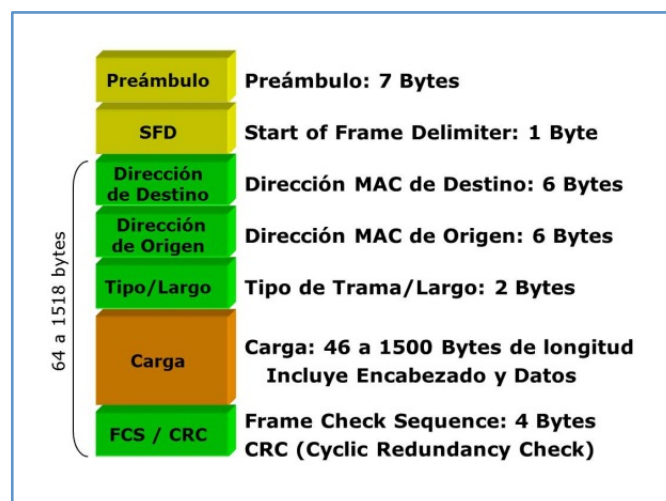 Preámbulo
Preámbulo: 7 Bytes
SFD
Start of Frame Delimiter: 1 Byte
Dirección
de Destino
Dirección MAC de Destino: 6 Bytes
Dirección
de Origen
Dirección MAC de Origen: 6 Bytes
Tipo/Largo
Tipo de Trama/Largo: 2 Bytes
64 a 1518 bytes
Carga
Carga: 46 a 1500 Bytes de longitud
Incluye Encabezado y Datos
FCS / CRC
Frame Check Sequence: 4 Bytes
CRC (Cyclic Redundancy Check)